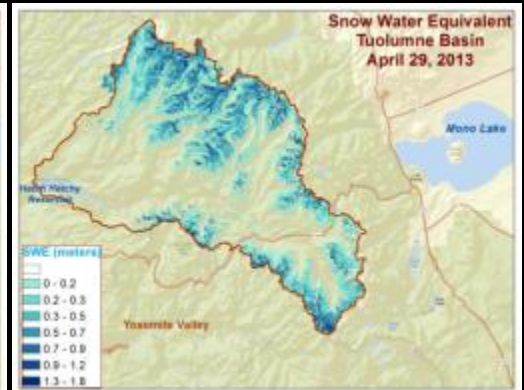 Snow Water Equivalent
Tuolumne Basin
April 29, 2013
Mono Lake
Hetch Hetchy
Reservoir
SWE (meters)
0 - 0.2
0.2 - 0.3
0.3 - 0.5
0.5 - 0.7
0.7 - 0.9
0.9 - 1.2
1.3 - 1.8
Yosemite Valley